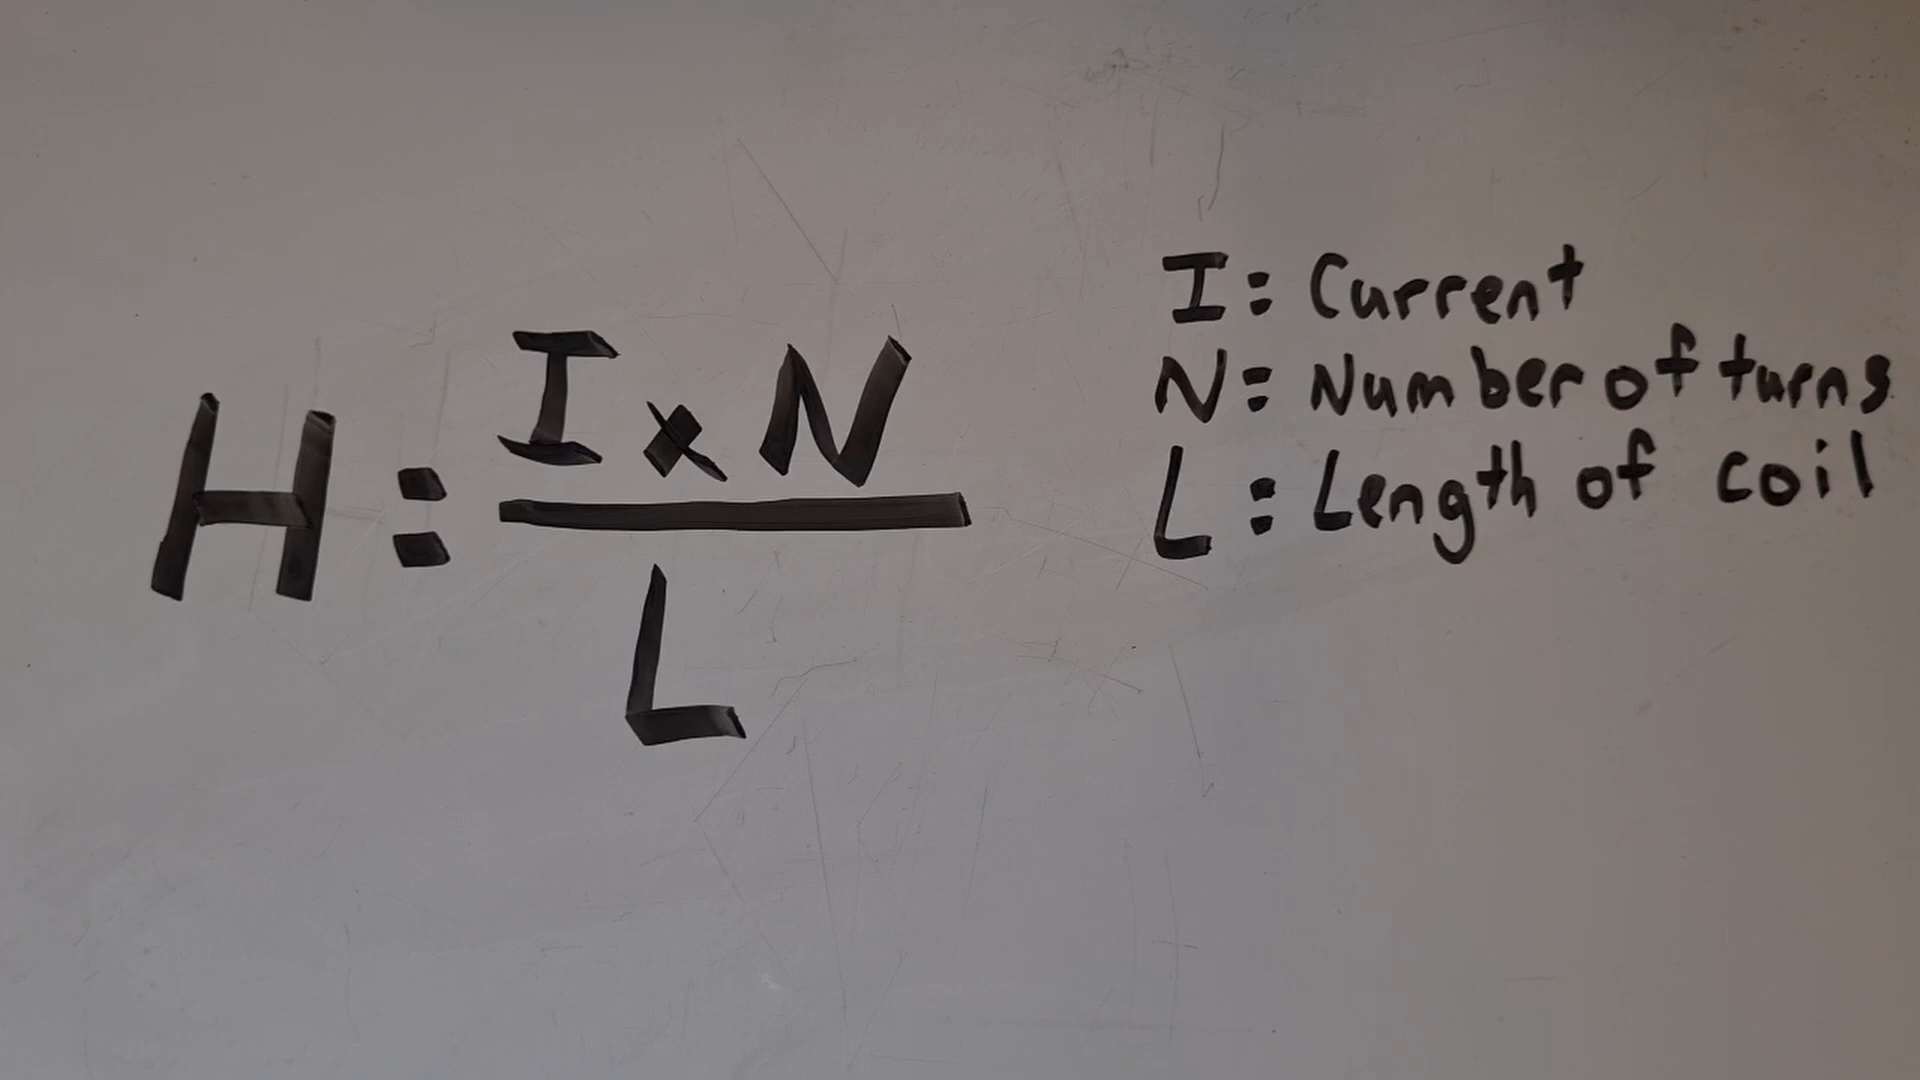 H: I x N
L
I: Current
N: Number of turns
L: Length of coil